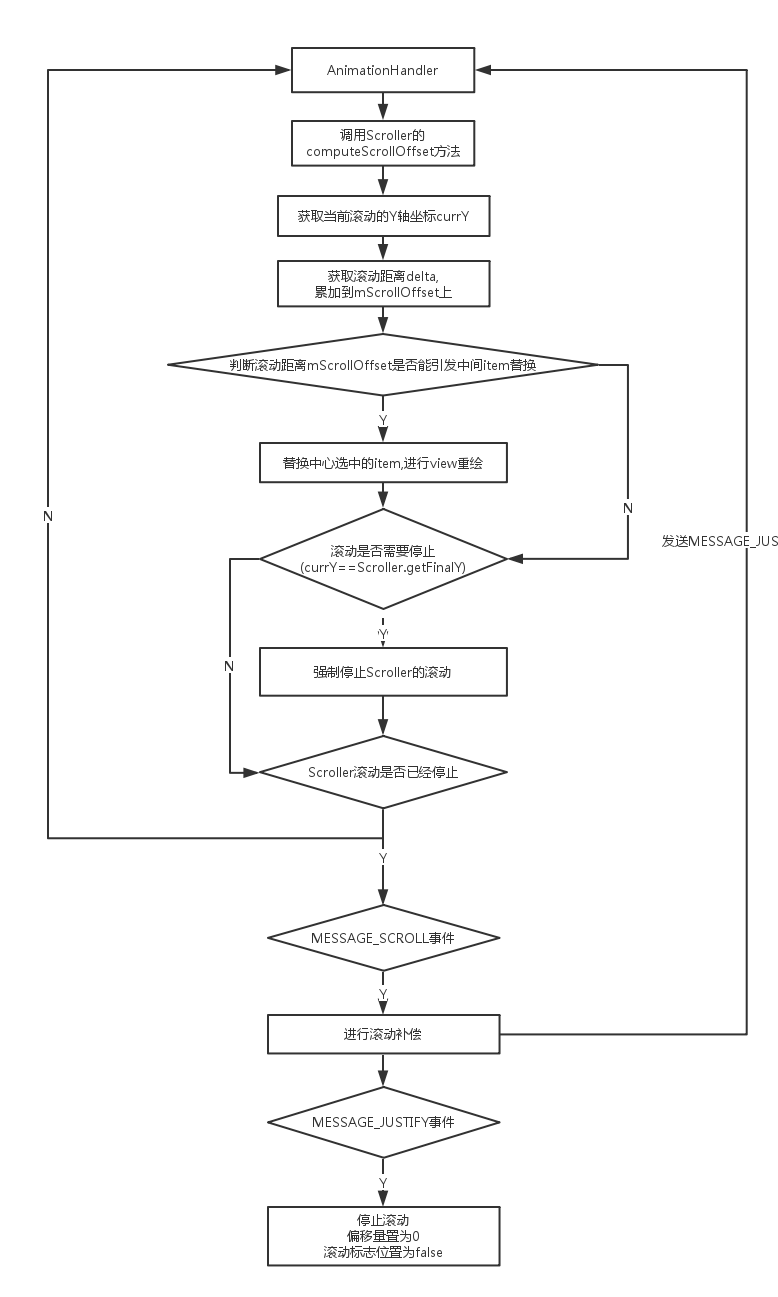 AnimationHandler
调用Scroller的
computeScrollOffset方法
获取当前滚动的Y轴坐标currY
获取滚动距离delta,
累加到mScrollOffset上
判断滚动距离mScrollOffset是否能引发中间item替换
Y
替换中心选中的item,进行view重绘
N
N
发送MESSAGE_JUS
滚动是否需要停止
(currY==Scroller.getFinalY)
Y
N
强制停止Scroller的滚动
Scroller滚动是否已经停止
Y
MESSAGE_SCROLL事件
Y
进行滚动补偿
MESSAGE_JUSTIFY事件
Y
停止滚动
偏移量置为0
滚动标志位置为false